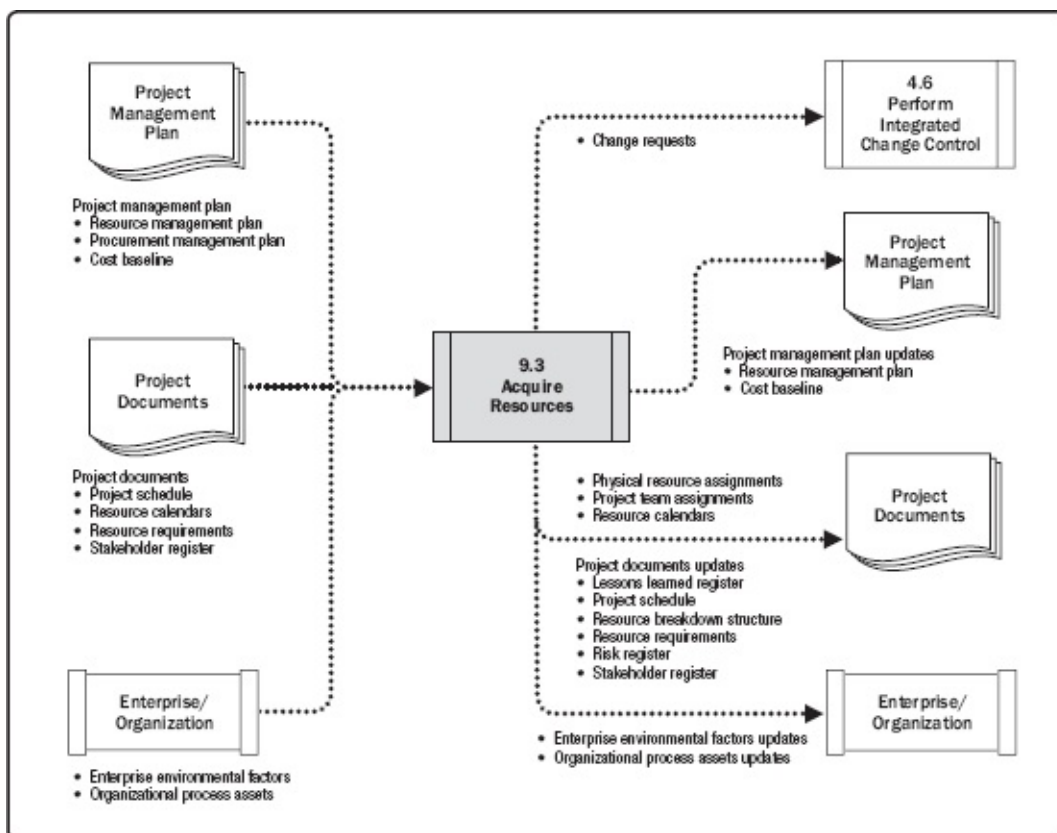 Project
Management
Plan
Project management plan
• Resource management plan
• Procurement management plan
• Cost baseline
Project
Documents
Project documents
• Project schedule
• Resource calendars
• Resource requirements
• Stakeholder register
Enterprise/
Organization
• Enterprise environmental factors
• Organizational process assets
9.3
Acquire
Resources
• Change requests
4.6
Perform
Integrated
Change Control
Project
Management
Plan
Project management plan updates
• Resource management plan
• Cost baseline
• Physical resource assignments
• Project team assignments
• Resource calendars
Project
Documents
Project documents updates
• Lessons learned register
• Project schedule
• Resource breakdown structure
• Resource requirements
• Risk register
• Stakeholder register
Enterprise/
Organization
• Enterprise environmental factors updates
• Organizational process assets updates